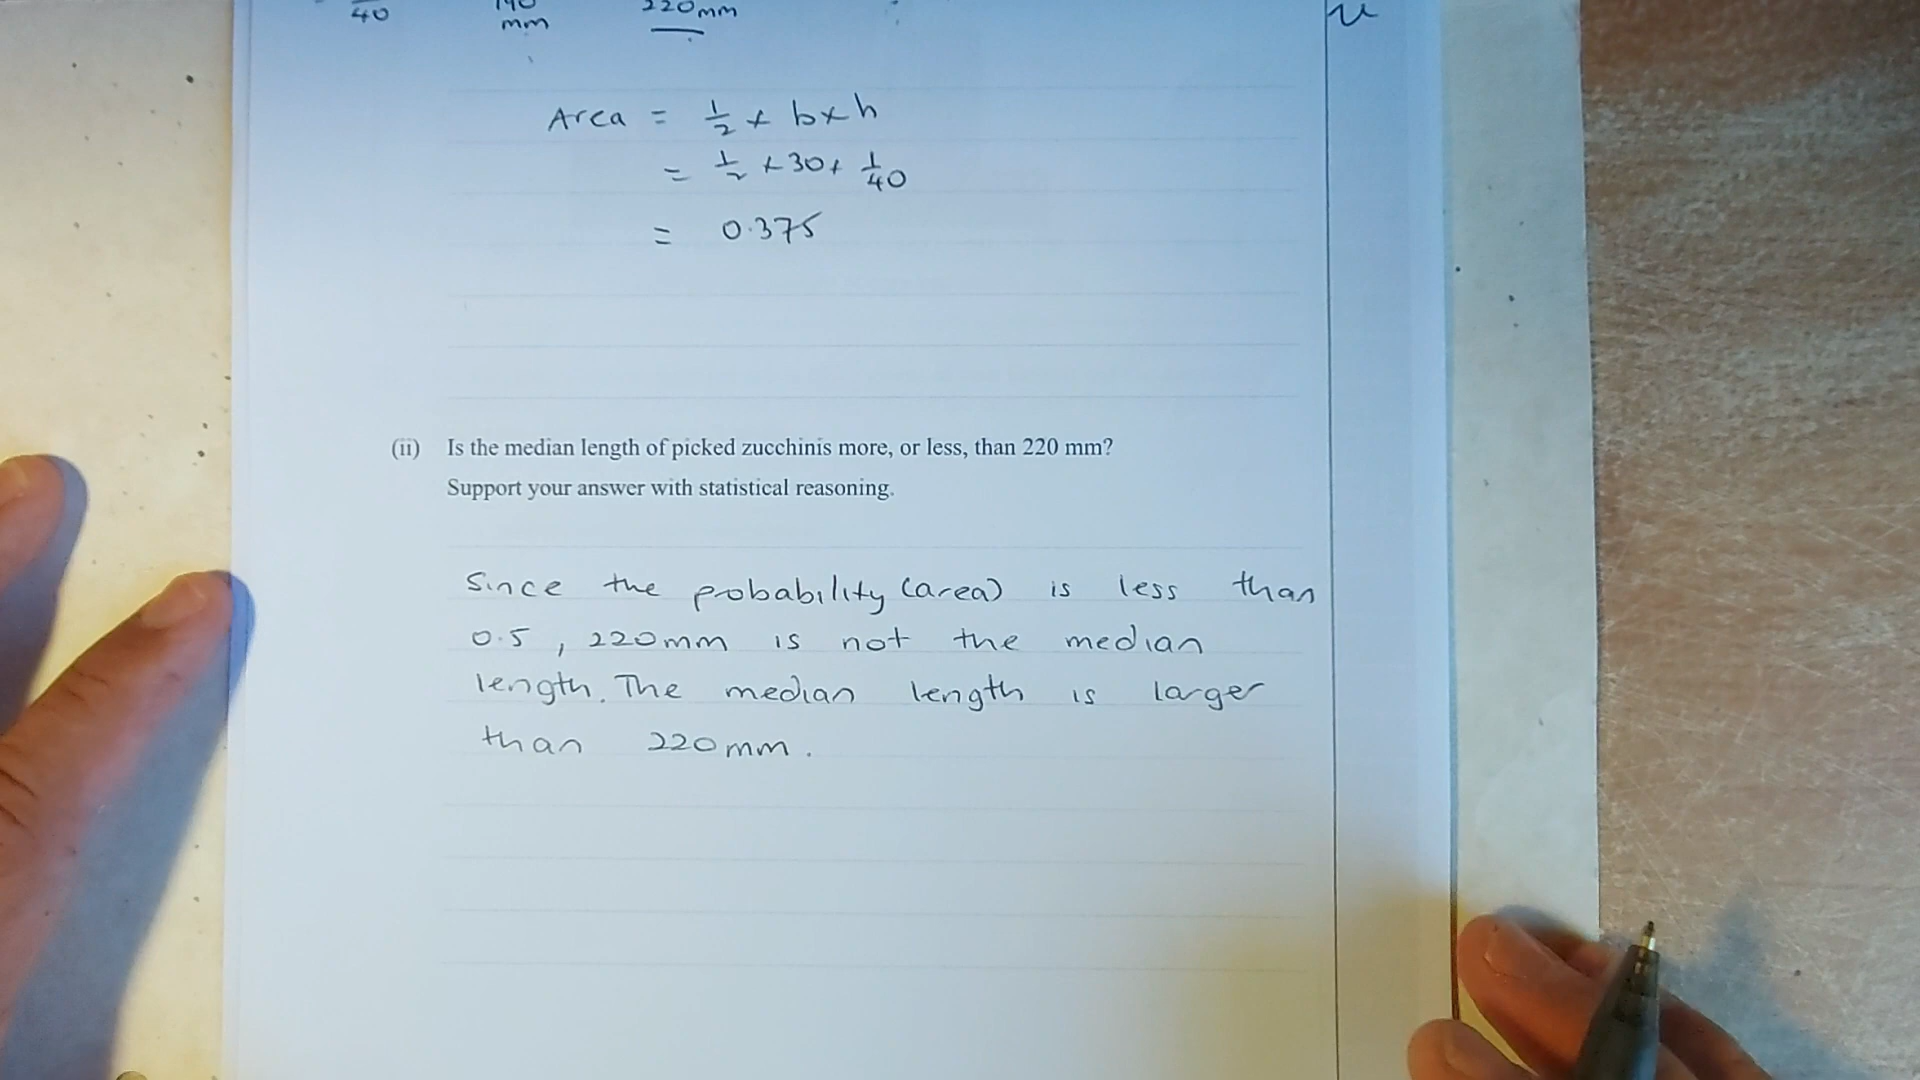 40
mm
220mm
Area = 1/2 × b×h
= 1/2 × 30 × 1/40
= 0.375
(ii) Is the median length of picked zucchinis more, or less, than 220 mm?
Support your answer with statistical reasoning.
Since the probability (area) is less than
0.5, 220mm is not the median
length. The median length is larger
than 220mm.